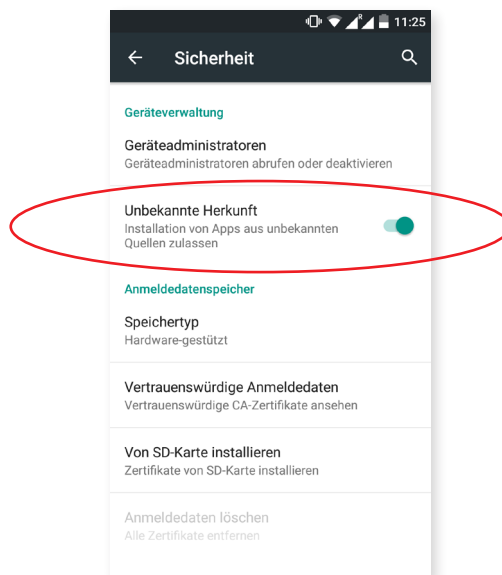 R
11:25
Sicherheit
Geräteverwaltung
Geräteadministratoren
Geräteadministratoren abrufen oder deaktivieren
Unbekannte Herkunft
Installation von Apps aus unbekannten
Quellen zulassen
Anmeldedatenspeicher
Speichertyp
Hardware-gestützt
Vertrauenswürdige Anmeldedaten
Vertrauenswürdige CA-Zertifikate ansehen
Von SD-Karte installieren
Zertifikate von SD-Karte installieren
Anmeldedaten löschen
Alle Zertifikate entfernen